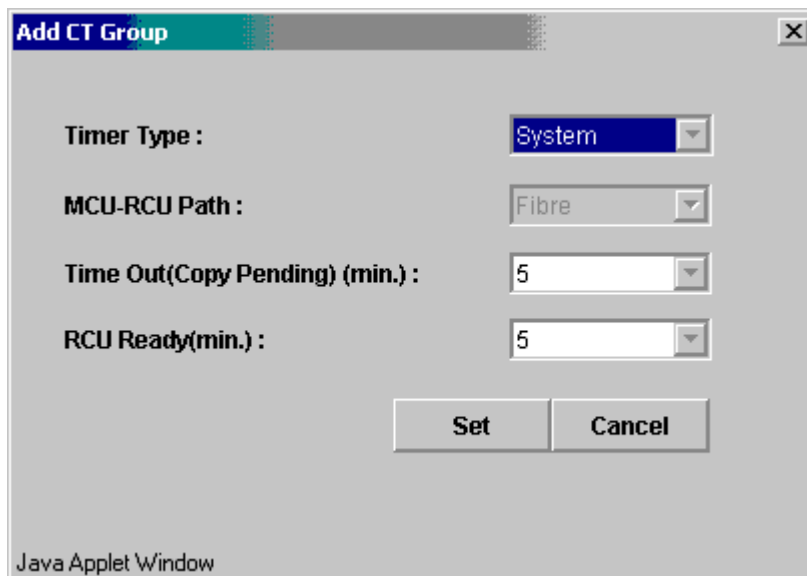 Add CT Group
Timer Type : System
MCU-RCU Path : Fibre
Time Out(Copy Pending) (min.) : 5
RCU Ready(min.) : 5
Set Cancel
Java Applet Window